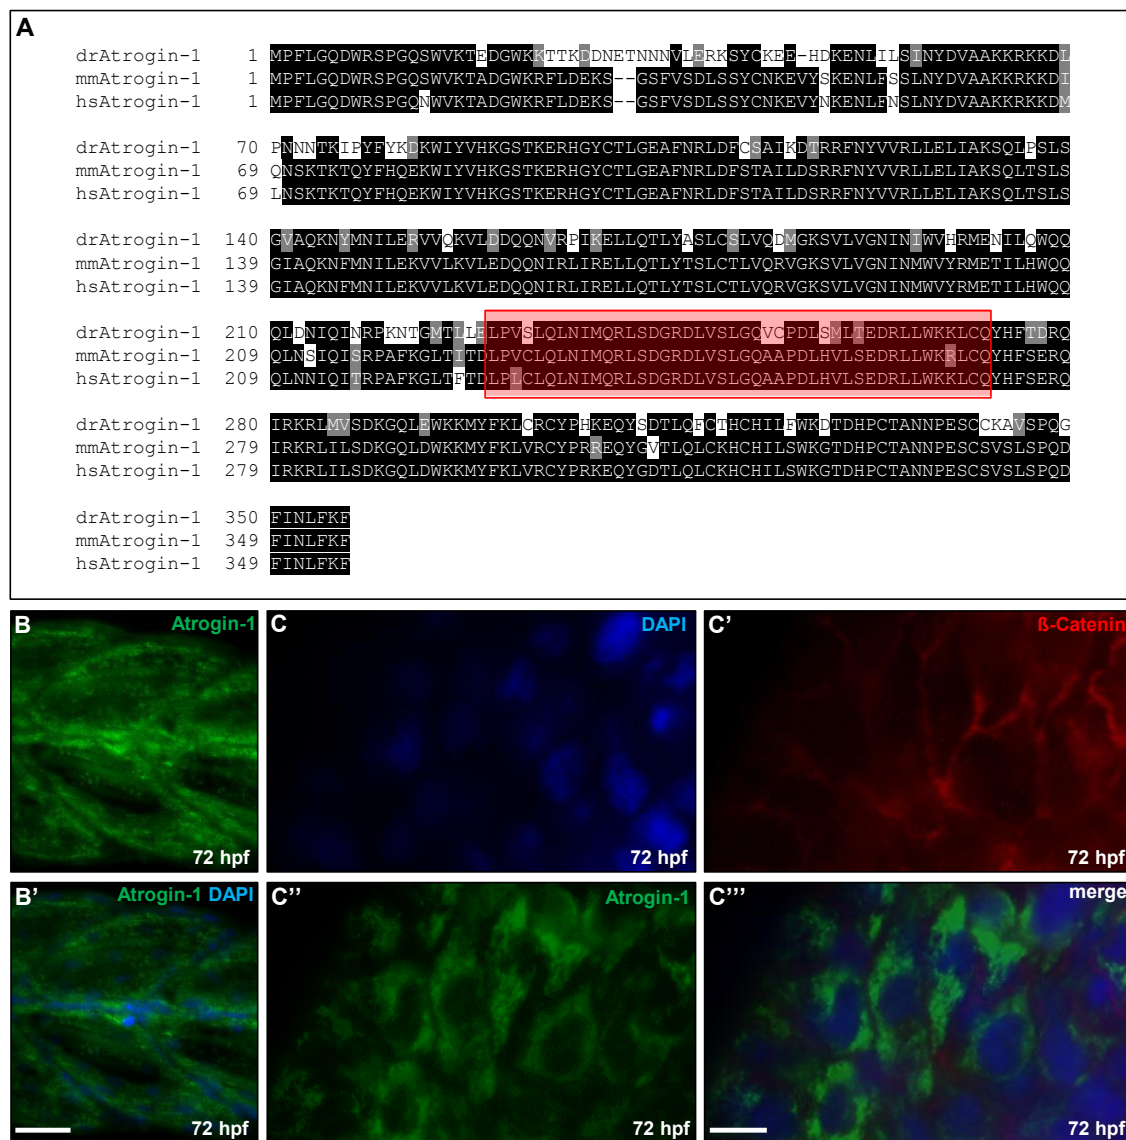 A
drAtrogin-1 1 MPFLGQDWRSPGQSWVKTEDGWKKTTKDDNETNNNVLERKSYCKEE-HDKENLILSINYDVAAKKRKKDL
mmAtrogin-1 1 MPFLGQDWRSPGQSWVKTADGWKRFLDEKS--GSFVSDLSSYCNKEVYSKENLFSSLNYDVAAKKRKKDI
hsAtrogin-1 1 MPFLGQDWRSPGQNWVKTADGWKRFLDEKS--GSFVSDLSSYCNKEVYNKENLFNSLNYDVAAKKRKKDM
drAtrogin-1 70 PNNNTKIPYFYKDKWIYVHKGSTKERHGYCTLGEAFNRLDFCSAIKDTRRFNYVVRLLELIAKSQLPSLS
mmAtrogin-1 69 QNSKTKTQYFHQEKWIYVHKGSTKERHGYCTLGEAFNRLDFSTAILDSRRFNYVVRLLELIAKSQLTSLS
hsAtrogin-1 69 LNSKTKTQYFHQEKWIYVHKGSTKERHGYCTLGEAFNRLDFSTAILDSRRFNYVVRLLELIAKSQLTSLS
drAtrogin-1 140 GVAQKNYMNILERVVQKVLDDQQNVRPIKELLQTLYASLCSLVQDMGKSVLVGNINIWVHRMENILQWQQ
mmAtrogin-1 139 GIAQKNFMNILEKVVLKVLEDQQNIRLIRELLQTLYTSLCTLVQRVGKSVLVGNINMWVYRMETILHWQQ
hsAtrogin-1 139 GIAQKNFMNILEKVVLKVLEDQQNIRLIRELLQTLYTSLCTLVQRVGKSVLVGNINMWVYRMETILHWQQ
drAtrogin-1 210 QLDNIQINRPKNTGMTLLELPVSLQLNIMQRLSDGRDLVSLGQVCPDLSMLTEDRLLWKKLCQYHFTDRQ
mmAtrogin-1 209 QLNSIQISRPAFKGLTITDLPVCLQLNIMQRLSDGRDLVSLGQAAPDLHVLSEDRLLWKRLCQYHFSERQ
hsAtrogin-1 209 QLNNIQITRPAFKGLTFTDLPLCLQLNIMQRLSDGRDLVSLGQAAPDLHVLSEDRLLWKKLCQYHFSERQ
drAtrogin-1 280 IRKRLMVSDKGQLEWKKMYFKLCRCYPHKEQYSDTLQFCTHCHILFWKDTDHPCTANNPESCCKAVSPQG
mmAtrogin-1 279 IRKRLILSDKGQLDWKKMYFKLVRCYPRREQYGVTLQLCKHCHILSWKGTDHPCTANNPESCSVSLSPQD
hsAtrogin-1 279 IRKRLILSDKGQLDWKKMYFKLVRCYPRKEQYGDTLQLCKHCHILSWKGTDHPCTANNPESCSVSLSPQD
drAtrogin-1 350 FINLFKF
mmAtrogin-1 349 FINLFKF
hsAtrogin-1 349 FINLFKF
B Atrogin-1
72 hpf
C DAPI
72 hpf
C' ß-Catenin
72 hpf
B' Atrogin-1 DAPI
72 hpf
C'' Atrogin-1
72 hpf
C''' merge
72 hpf